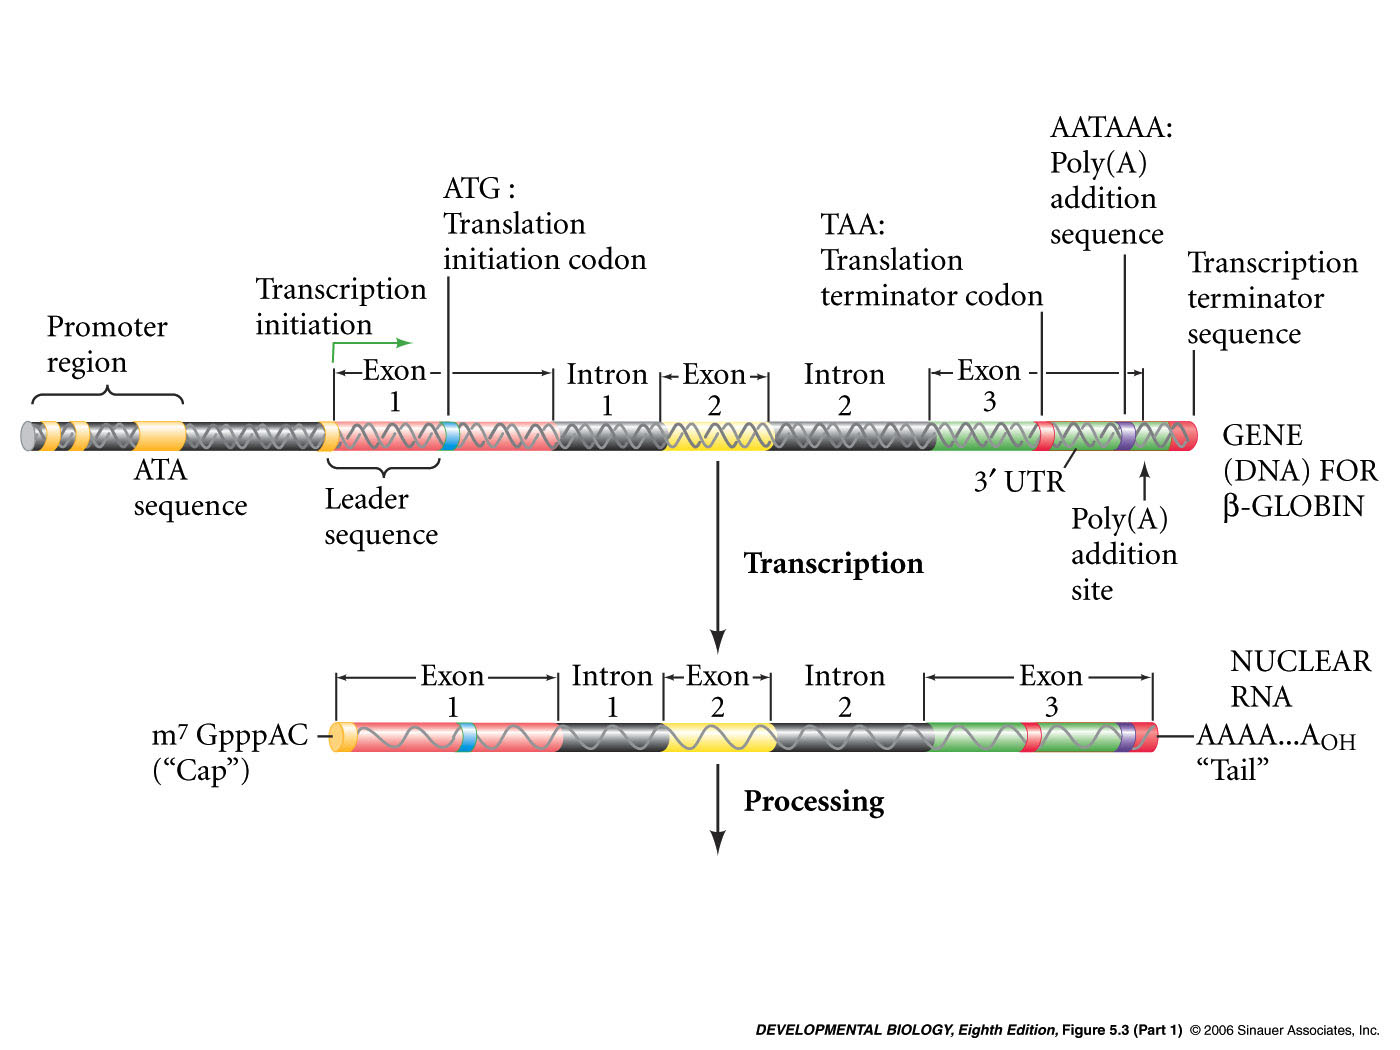 AATAAA:
Poly(A)
addition
sequence
ATG :
Translation
initiation codon
TAA:
Translation
terminator codon
Transcription
terminator
sequence
Transcription
initiation
Promoter
region
Exon
1
Intron
1
Exon
2
Intron
2
Exon
3
ATA
sequence
Leader
sequence
3′ UTR
Poly(A)
addition
site
GENE
(DNA) FOR
β-GLOBIN
Transcription
Exon
1
Intron
1
Exon
2
Intron
2
Exon
3
NUCLEAR
RNA
m⁷ GpppAC
(“Cap”)
AAAA...AOH
“Tail”
Processing
DEVELOPMENTAL BIOLOGY, Eighth Edition, Figure 5.3 (Part 1) © 2006 Sinauer Associates, Inc.